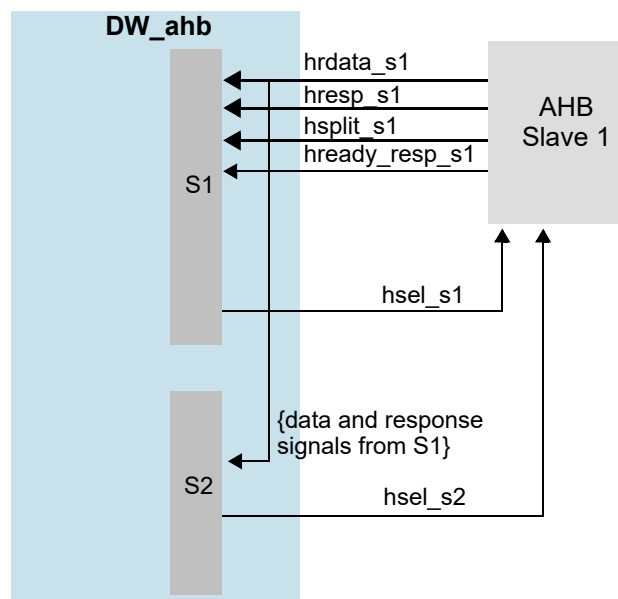 DW_ahb
hrdata_s1
hresp_s1
hsplit_s1
hready_resp_s1
AHB
Slave 1
S1
hsel_s1
{data and response
signals from S1}
S2
hsel_s2